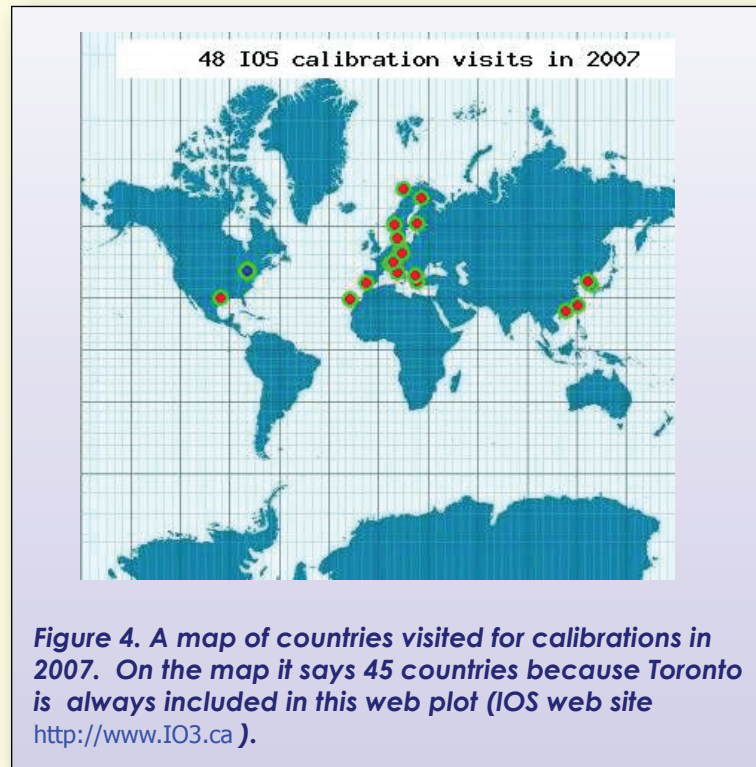 48 IOS calibration visits in 2007
Figure 4. A map of countries visited for calibrations in
2007. On the map it says 45 countries because Toronto
is always included in this web plot (IOS web site
http://www.IO3.ca ).